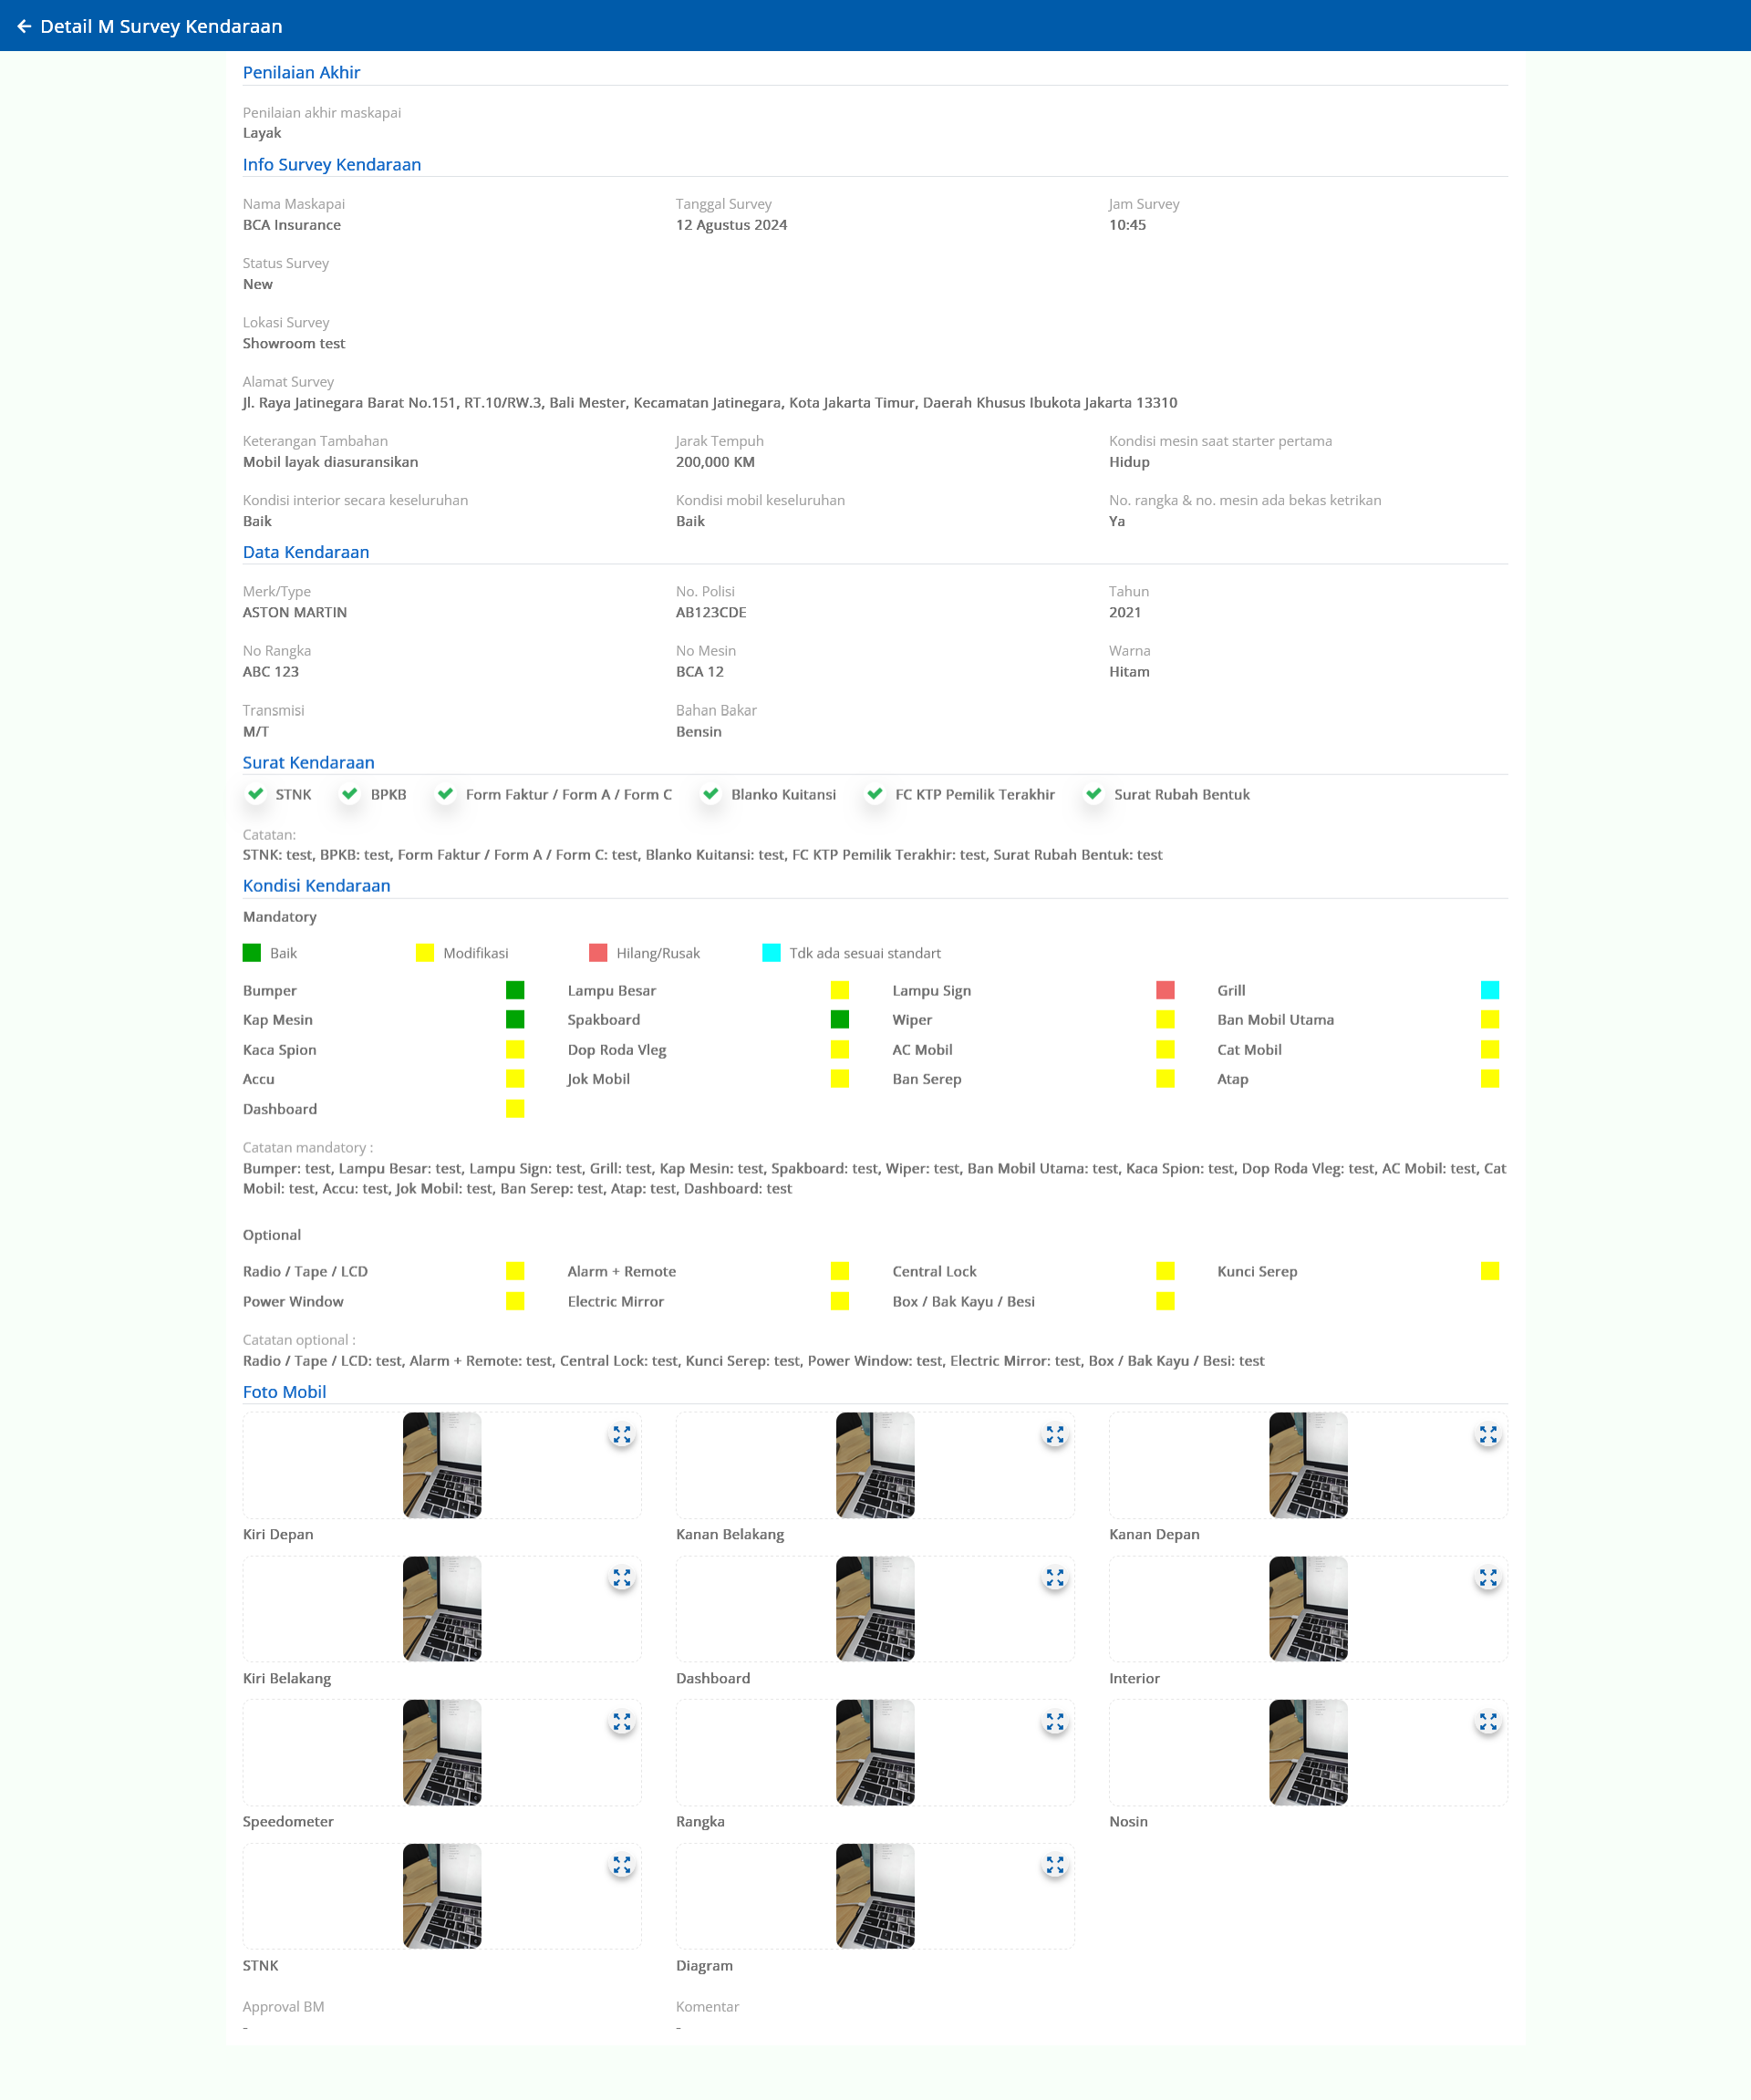 Detail M Survey Kendaraan
Penilaian Akhir
Penilaian akhir maskapai
Layak
Info Survey Kendaraan
Nama Maskapai Tanggal Survey Jam Survey
BCA Insurance 12 Agustus 2024 10:45
Status Survey
New
Lokasi Survey
Showroom test
Alamat Survey
Jl. Raya Jatinegara Barat No.151, RT.10/RW.3, Bali Mester, Kecamatan Jatinegara, Kota Jakarta Timur, Daerah Khusus Ibukota Jakarta 13310
Keterangan Tambahan Jarak Tempuh Kondisi mesin saat starter pertama
Mobil layak diasuransikan 200,000 KM Hidup
Kondisi interior secara keseluruhan Kondisi mobil keseluruhan No. rangka & no. mesin ada bekas ketrikan
Baik Baik Ya
Data Kendaraan
Merk/Type No. Polisi Tahun
ASTON MARTIN AB123CDE 2021
No Rangka No Mesin Warna
ABC 123 BCA 12 Hitam
Transmisi Bahan Bakar
M/T Bensin
Surat Kendaraan
STNK BPKB Form Faktur / Form A / Form C Blanko Kuitansi FC KTP Pemilik Terakhir Surat Rubah Bentuk
Catatan:
STNK: test, BPKB: test, Form Faktur / Form A / Form C: test, Blanko Kuitansi: test, FC KTP Pemilik Terakhir: test, Surat Rubah Bentuk: test
Kondisi Kendaraan
Mandatory
Baik Modifikasi Hilang/Rusak Tdk ada sesuai standart
Bumper Lampu Besar Lampu Sign Grill
Kap Mesin Spakboard Wiper Ban Mobil Utama
Kaca Spion Dop Roda Vleg AC Mobil Cat Mobil
Accu Jok Mobil Ban Serep Atap
Dashboard
Catatan mandatory :
Bumper: test, Lampu Besar: test, Lampu Sign: test, Grill: test, Kap Mesin: test, Spakboard: test, Wiper: test, Ban Mobil Utama: test, Kaca Spion: test, Dop Roda Vleg: test, AC Mobil: test, Cat
Mobil: test, Accu: test, Jok Mobil: test, Ban Serep: test, Atap: test, Dashboard: test
Optional
Radio / Tape / LCD Alarm + Remote Central Lock Kunci Serep
Power Window Electric Mirror Box / Bak Kayu / Besi
Catatan optional :
Radio / Tape / LCD: test, Alarm + Remote: test, Central Lock: test, Kunci Serep: test, Power Window: test, Electric Mirror: test, Box / Bak Kayu / Besi: test
Foto Mobil
Kiri Depan Kanan Belakang Kanan Depan
Kiri Belakang Dashboard Interior
Speedometer Rangka Nosin
STNK Diagram
Approval BM Komentar
- -